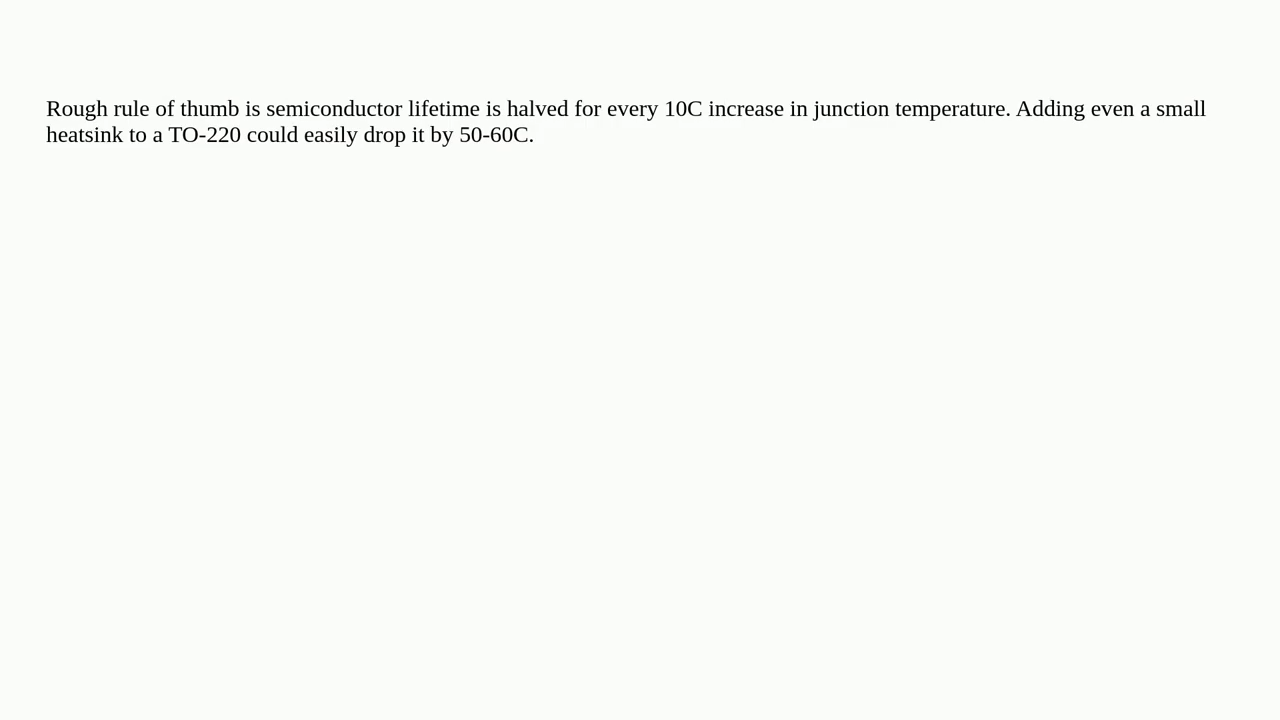 Rough rule of thumb is semiconductor lifetime is halved for every 10C increase in junction temperature. Adding even a small
heatsink to a TO-220 could easily drop it by 50-60C.